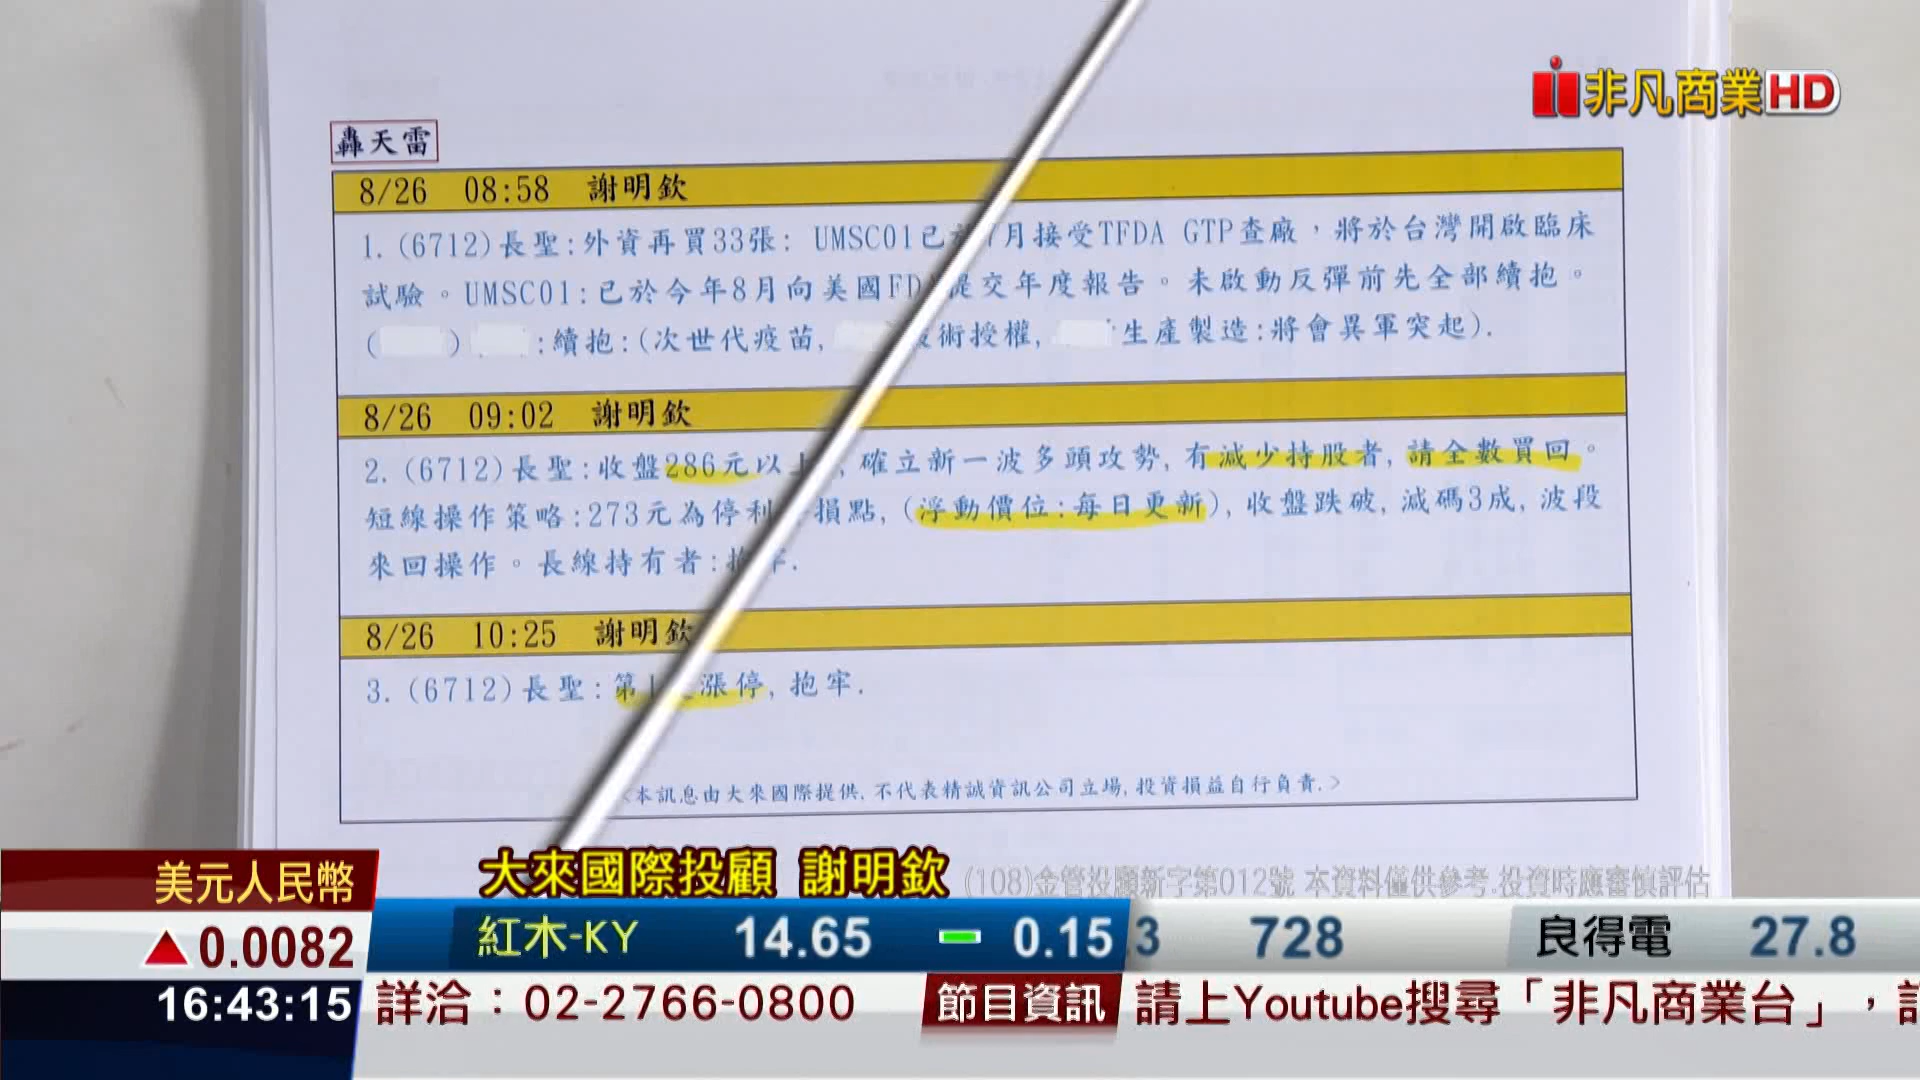 非凡商業HD
轟天雷
8/26 08:58 謝明欽
1. (6712)長聖:外資再買33張: UMSC01已於7月接受TFDA GTP查廠，將於台灣開啟臨床
試驗。UMSC01:已於今年8月向美國FDA提交年度報告。未啟動反彈前先全部續抱。
( ) :續抱:(次世代疫苗, 技術授權, 生產製造:將會異軍突起).
8/26 09:02 謝明欽
2. (6712)長聖:收盤286元以上, 確立新一波多頭攻勢, 有減少持股者, 請全數買回。
短線操作策略:273元為停利 損點, (浮動價位:每日更新), 收盤跌破, 減碼3成, 波段
來回操作。長線持有者:抱牢.
8/26 10:25 謝明欽
3. (6712)長聖:第1 漲停, 抱牢.
<本訊息由大來國際提供, 不代表精誠資訊公司立場, 投資損益自行負責.>
大來國際投顧 謝明欽 (108)金管投顧新字第012號 本資料僅供參考.投資時應審慎評估
美元人民幣
▲0.0082
紅木-KY 14.65 0.15 .3 728 良得電 27.8
16:43:15 詳洽：02-2766-0800 節目資訊 請上Youtube搜尋「非凡商業台」，